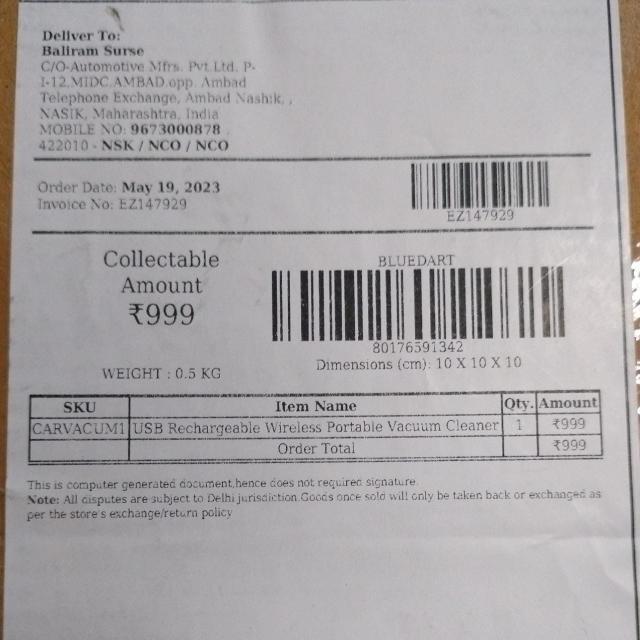 Deliver To:
Baliram Surse
C/O-Automotive Mfrs. Pvt.Ltd. P-
I-12,MIDC,AMBAD,opp. Ambad
Telephone Exchange, Ambad Nashik, ,
NASIK, Maharashtra, India
MOBILE NO: 9673000878
422010 - NSK / NCO / NCO
Order Date: May 19, 2023
Invoice No: EZ147929
EZ147929
Collectable
Amount
₹999
WEIGHT : 0.5 KG
BLUEDART
80176591342
Dimensions (cm): 10 X 10 X 10
SKU Item Name Qty. Amount
CARVACUM1 USB Rechargeable Wireless Portable Vacuum Cleaner 1 ₹999
Order Total ₹999
This is computer generated document,hence does not required signature.
Note: All disputes are subject to Delhi jurisdiction.Goods once sold will only be taken back or exchanged as
per the store's exchange/return policy